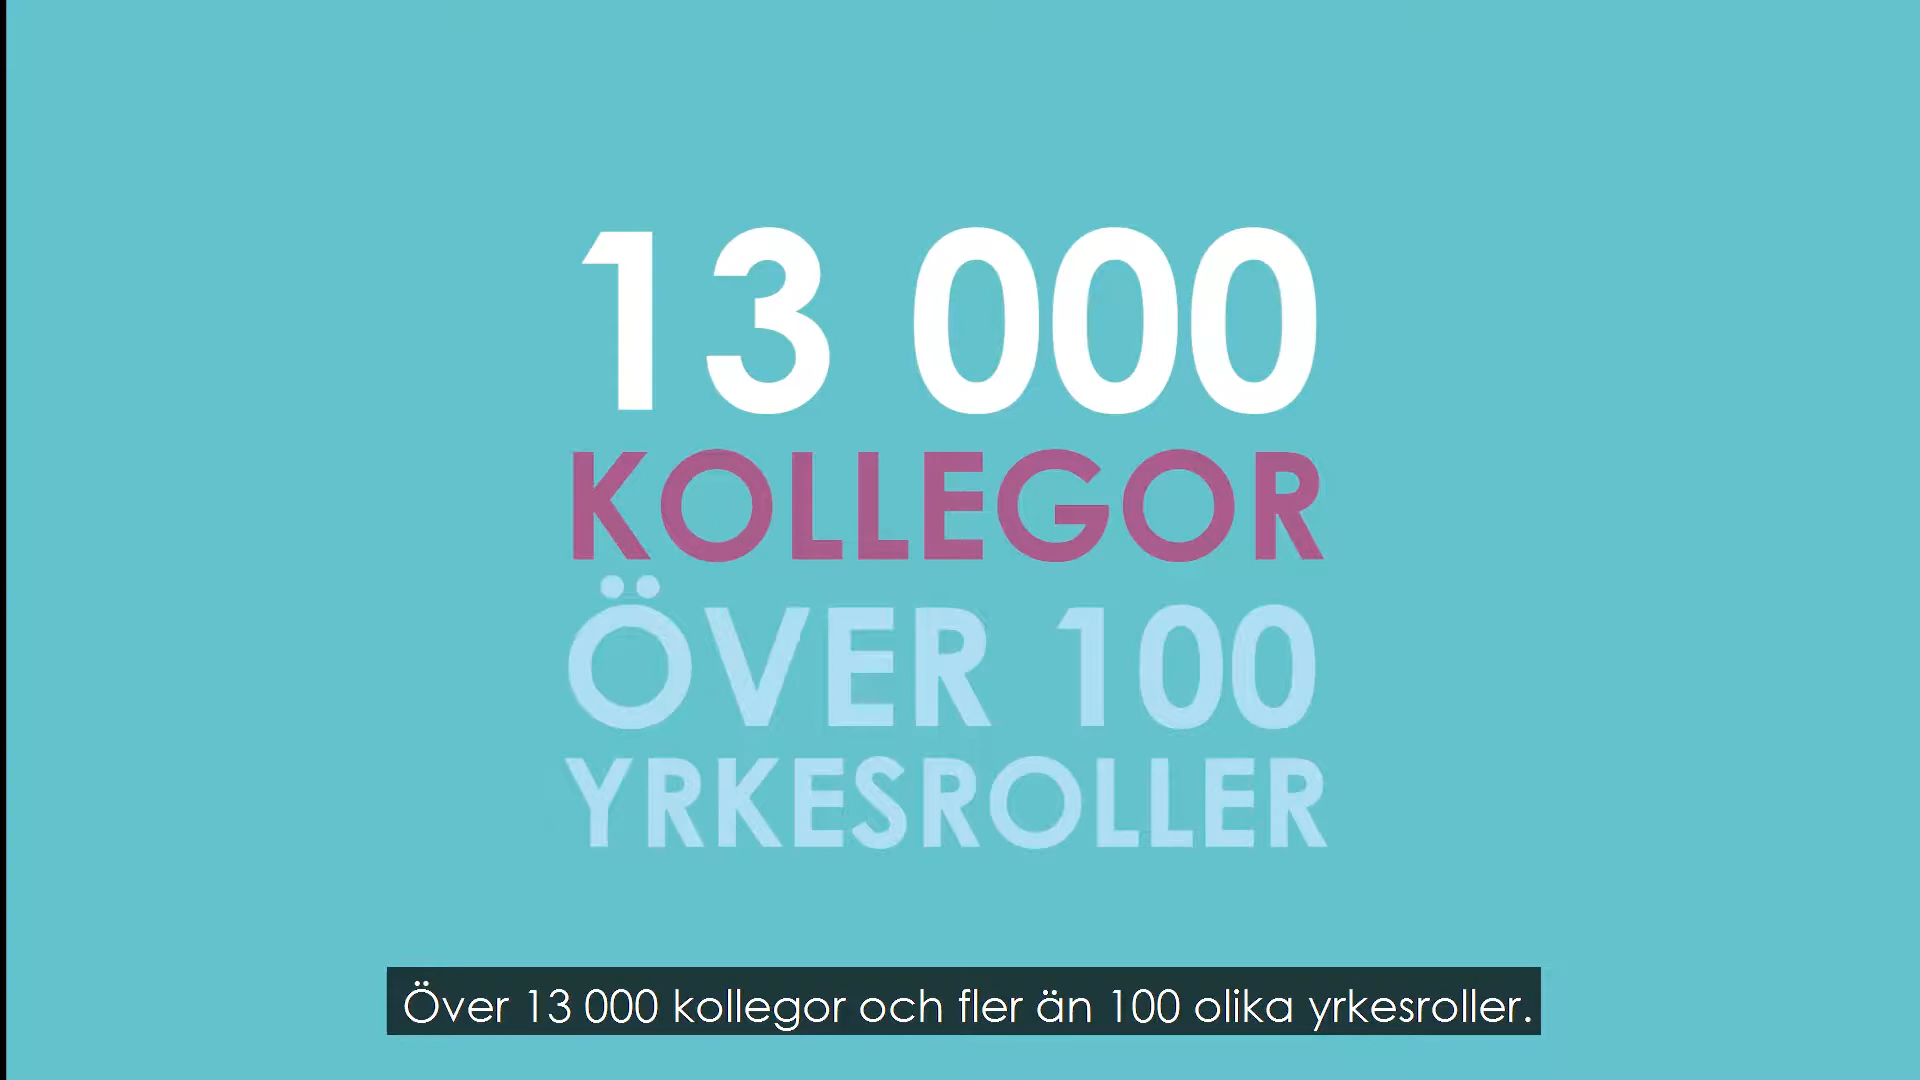 13 000
KOLLEGOR
ÖVER 100
YRKESROLLER
Över 13 000 kollegor och fler än 100 olika yrkesroller.